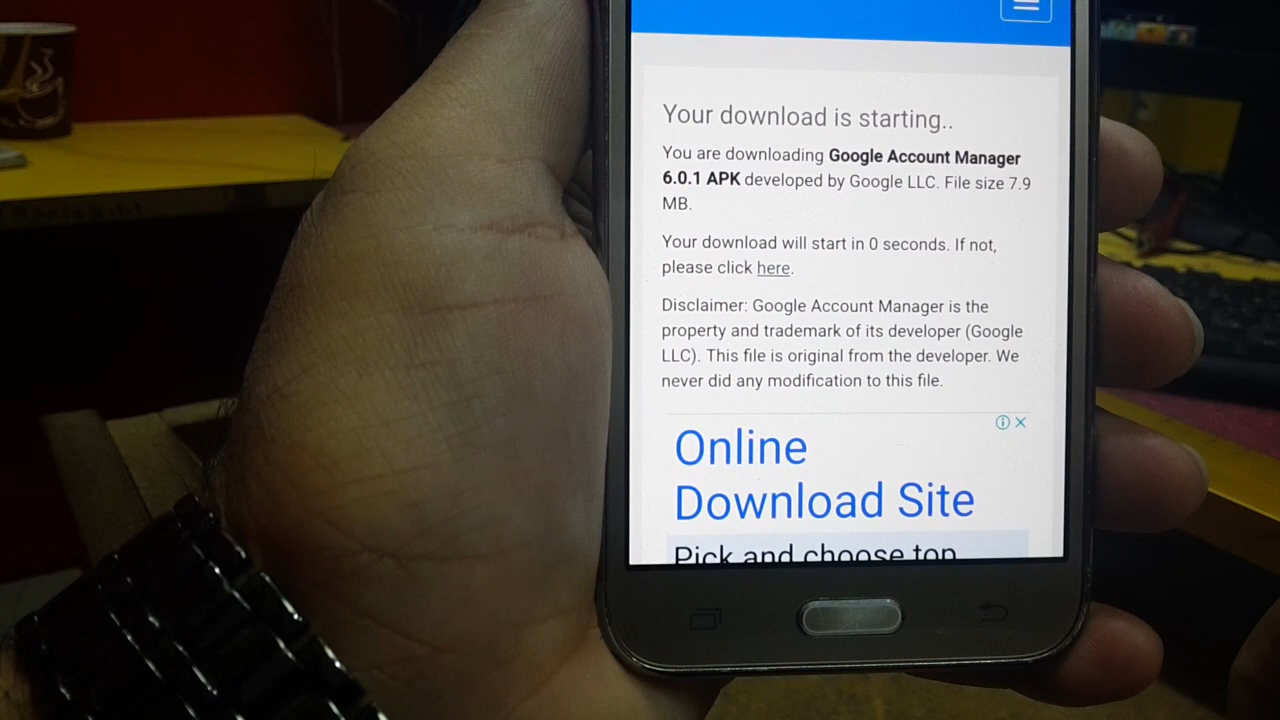 Your download is starting..
You are downloading Google Account Manager
6.0.1 APK developed by Google LLC. File size 7.9
MB.
Your download will start in 0 seconds. If not,
please click here.
Disclaimer: Google Account Manager is the
property and trademark of its developer (Google
LLC). This file is original from the developer. We
never did any modification to this file.
Online
Download Site
Pick and choose top